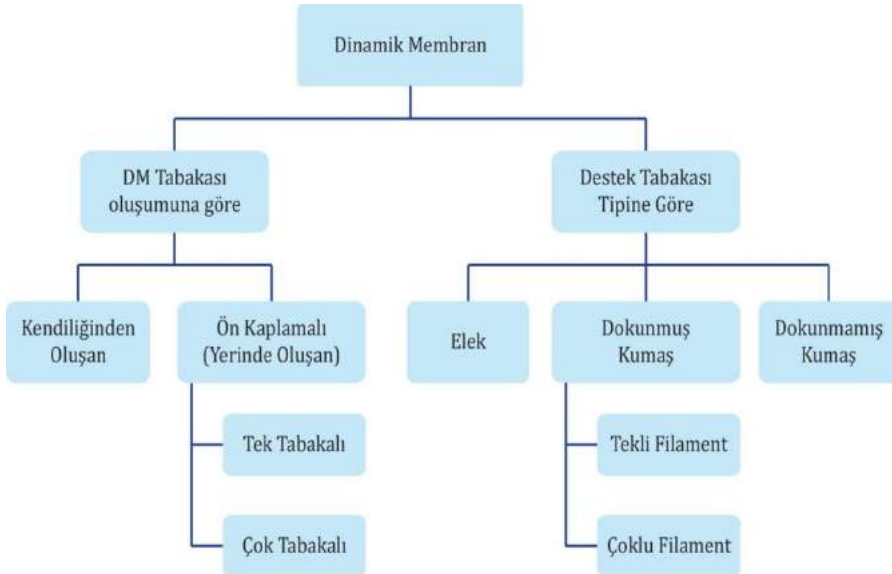 Dinamik Membran
DM Tabakası
oluşumuna göre
Destek Tabakası
Tipine Göre
Kendiliğinden
Oluşan
Ön Kaplamalı
(Yerinde Oluşan)
Elek
Dokunmuş
Kumaş
Dokunmamış
Kumaş
Tek Tabakalı
Tekli Filament
Çok Tabakalı
Çoklu Filament